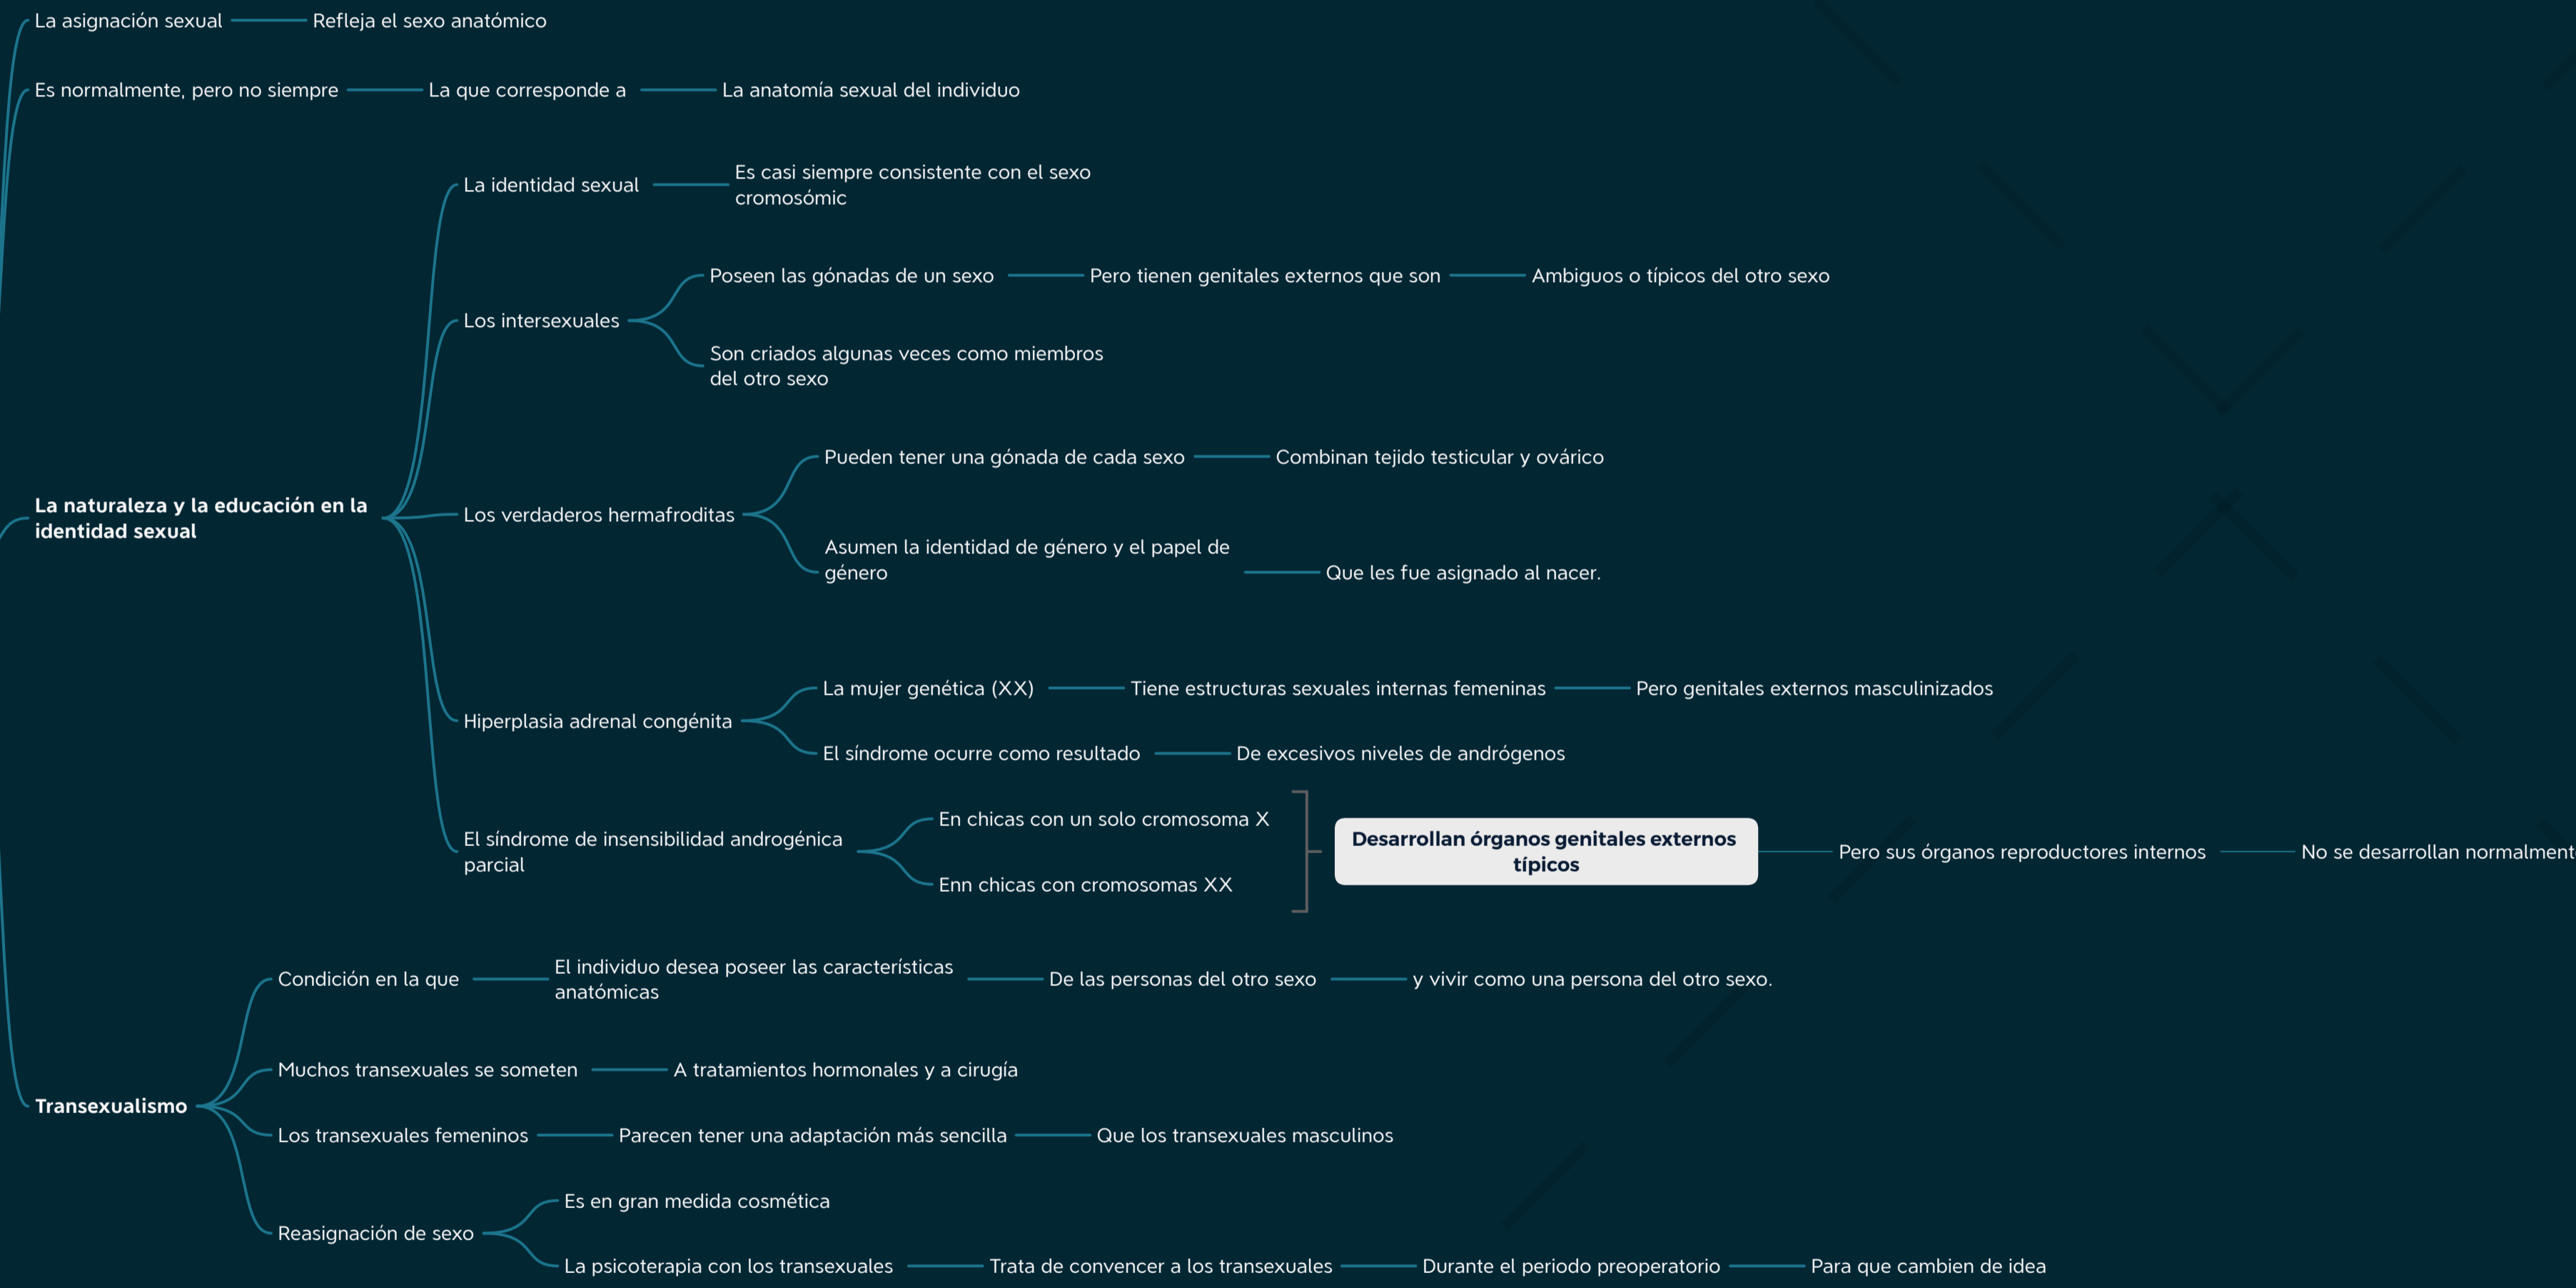 La asignación sexual
Refleja el sexo anatómico
Es normalmente, pero no siempre
La que corresponde a
La anatomía sexual del individuo
La naturaleza y la educación en la
identidad sexual
La identidad sexual
Es casi siempre consistente con el sexo
cromosómic
Los intersexuales
Poseen las gónadas de un sexo
Pero tienen genitales externos que son
Ambiguos o típicos del otro sexo
Son criados algunas veces como miembros
del otro sexo
Los verdaderos hermafroditas
Pueden tener una gónada de cada sexo
Combinan tejido testicular y ovárico
Asumen la identidad de género y el papel de
género
Que les fue asignado al nacer.
Hiperplasia adrenal congénita
La mujer genética (XX)
Tiene estructuras sexuales internas femeninas
Pero genitales externos masculinizados
El síndrome ocurre como resultado
De excesivos niveles de andrógenos
El síndrome de insensibilidad androgénica
parcial
En chicas con un solo cromosoma X
Enn chicas con cromosomas XX
Desarrollan órganos genitales externos
típicos
Pero sus órganos reproductores internos
No se desarrollan normalment
Transexualismo
Condición en la que
El individuo desea poseer las características
anatómicas
De las personas del otro sexo
y vivir como una persona del otro sexo.
Muchos transexuales se someten
A tratamientos hormonales y a cirugía
Los transexuales femeninos
Parecen tener una adaptación más sencilla
Que los transexuales masculinos
Reasignación de sexo
Es en gran medida cosmética
La psicoterapia con los transexuales
Trata de convencer a los transexuales
Durante el periodo preoperatorio
Para que cambien de idea